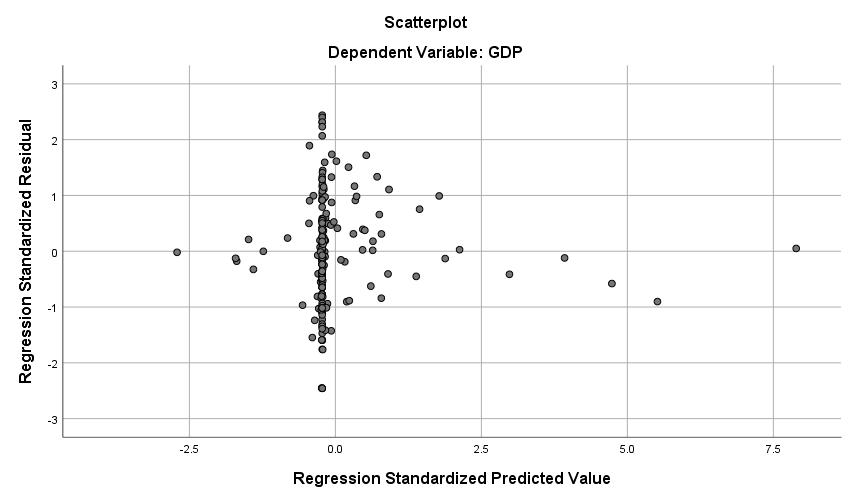 Scatterplot
Dependent Variable: GDP
Regression Standardized Residual
3
2
1
0
-1
-2
-3
-2.5 0.0 2.5 5.0 7.5
Regression Standardized Predicted Value